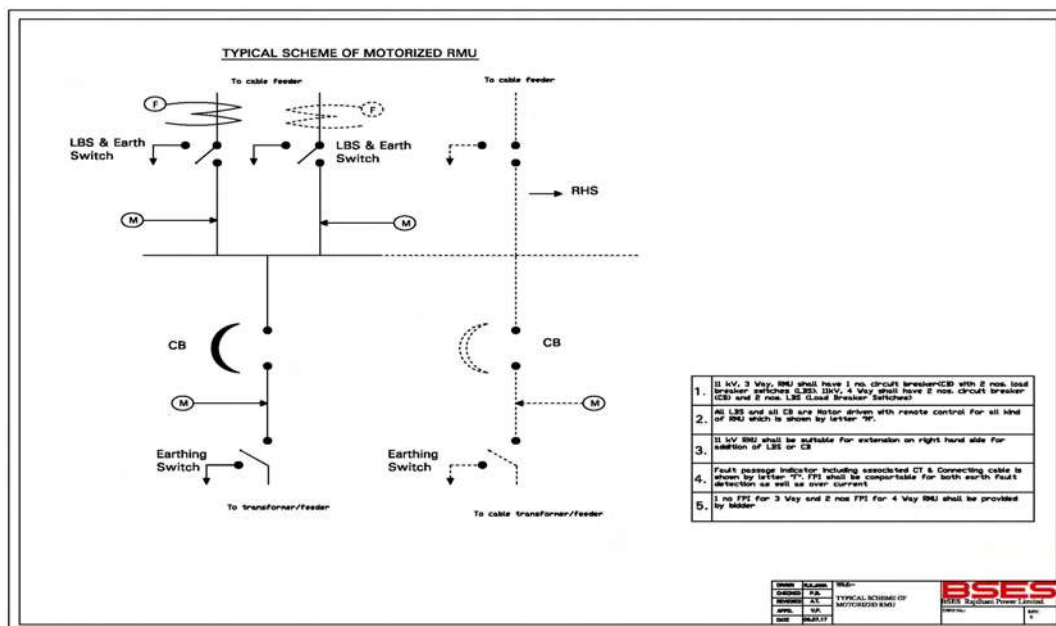 TYPICAL SCHEME OF MOTORIZED RMU
To cable feeder
To cable feeder
F
F
LBS & Earth
Switch
LBS & Earth
Switch
RHS
M
M
CB
CB
M
M
Earthing
Switch
Earthing
Switch
To transformer/feeder
To cable transformer/feeder
1. 11 kV, 3 Way, RMU shall have 1 no. circuit breaker(CB) with 2 nos. load
breaker switches (LBS). 11kV, 4 Way shall have 2 nos. circuit breaker
(CB) and 2 nos. LBS (Load Breaker Switches)
2. All LBS and all CB are Motor driven with remote control for all kind
of RMU which is shown by letter "M".
3. 11 kV RMU shall be suitable for extension on right hand side for
addition of LBS or CB
4. Fault passage indicator including associated CT & Connecting cable is
shown by letter "F". FPI shall be compartable for both earth fault
detection as well as over current
5. 1 no FPI for 3 Way and 2 nos FPI for 4 Way RMU shall be provided
by bidder
DRAWN
CHECKED P.B.
REVIEWED A.T.
APPD. V.P.
DATE
TITLE:-
TYPICAL SCHEME OF
MOTORIZED RMU
BSES
BSES Rajdhani Power Limited
REV.